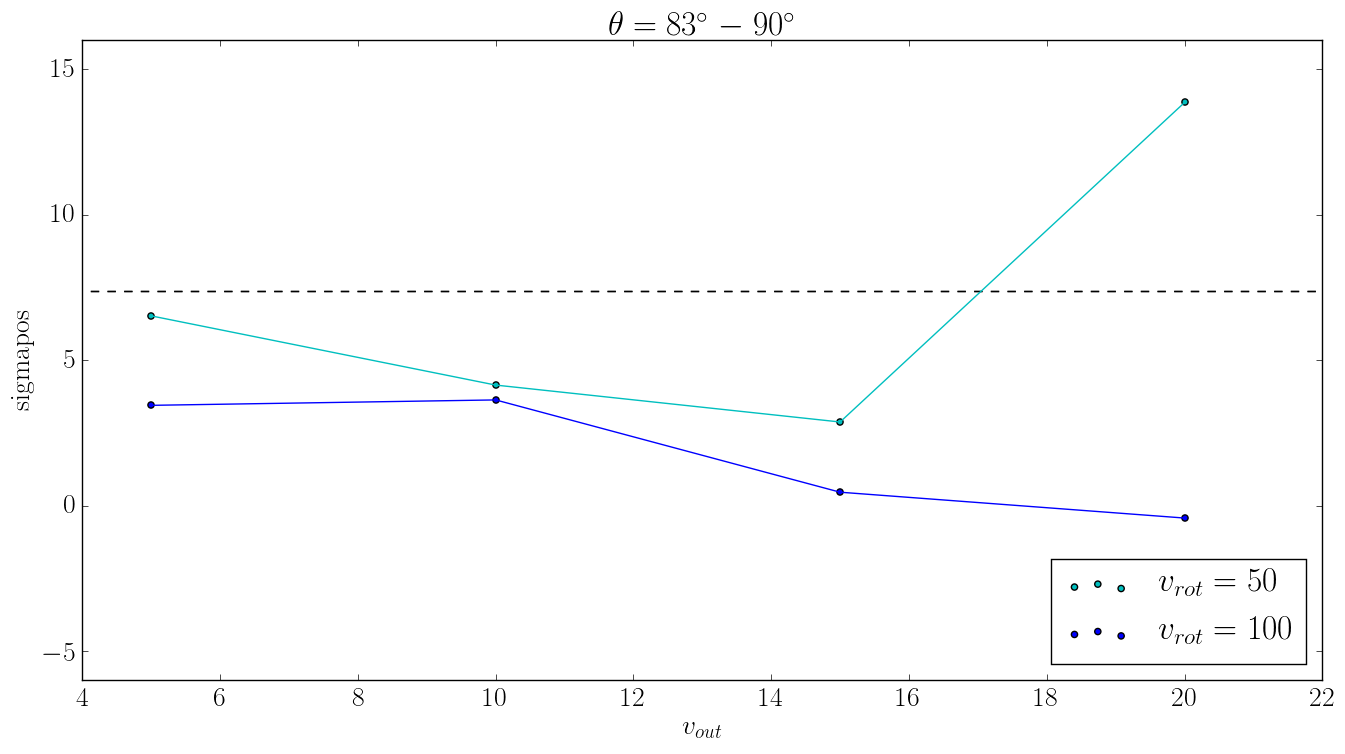 θ = 83° − 90°
15
10
5
0
−5
sigmapos
4 6 8 10 12 14 16 18 20 22
v_out
v_rot = 50
v_rot = 100